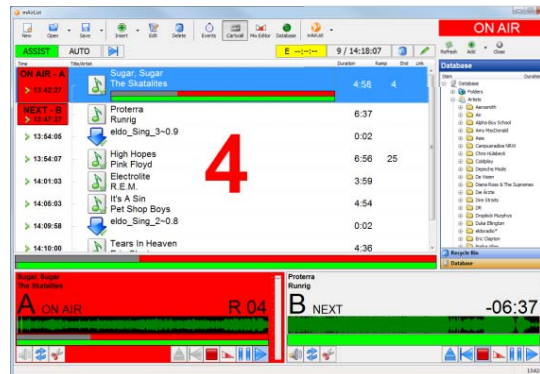 mAirList
New
Open
Save
Insert
Edit
Delete
Events
Cartwall
Mix Editor
Database
mAirList
ON AIR
ASSIST
AUTO
E --:--:--
9 / 14:18:07
Refresh
Add
Close
Time
Title/Artist
Duration
Ramp
End
Link
Database
ON AIR - A
13:42:27
Sugar, Sugar
The Skatalites
4:58
4
NEXT - B
13:47:27
Proterra
Runrig
6:37
13:54:05
eldo_Sing_3~0.9
0:02
13:54:07
High Hopes
Pink Floyd
6:56
25
14:01:03
Electrolite
R.E.M.
3:59
14:05:03
It's A Sin
Pet Shop Boys
4:54
14:09:58
eldo_Sing_2~0.8
0:02
14:10:00
Tears In Heaven
4:36
4
Item
Duration
Database
Folders
Artists
Aerosmith
Air
Alpha Boy School
Amy MacDonald
Chris Hülsbeck
Coldplay
Depeche Mode
Diana Ross & The Supremes
Die Ärzte
Dire Straits
Dropkick Murphys
Duke Ellington
eldoradio*
Eric Clapton
Recycle Bin
Database
Sugar, Sugar
The Skatalites
A ON AIR
R 04
Proterra
Runrig
B NEXT
-06:37